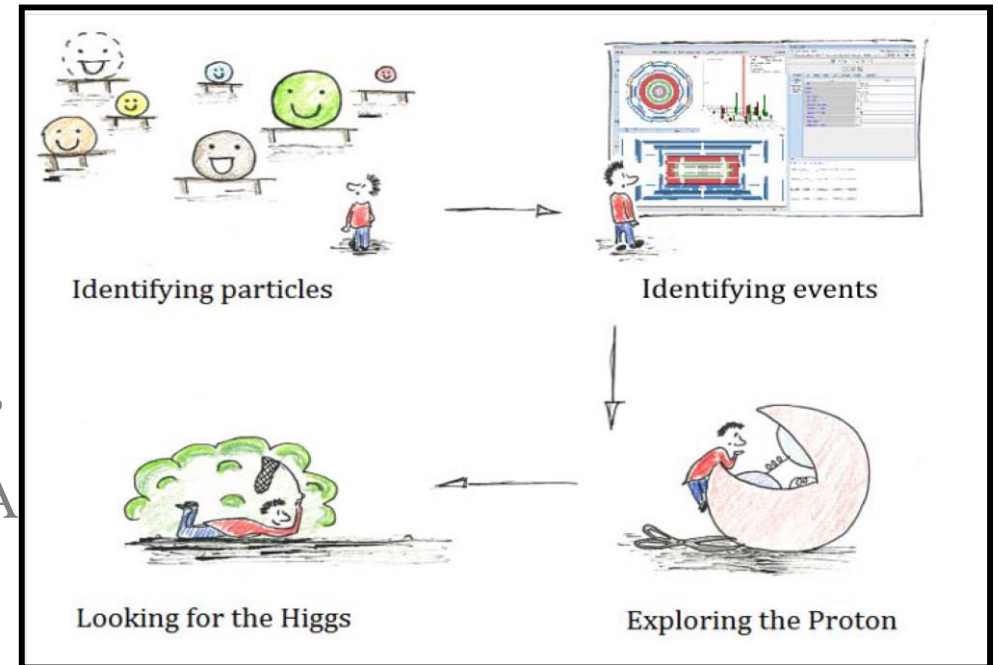 Identifying particles
Identifying events
A
Looking for the Higgs
Exploring the Proton